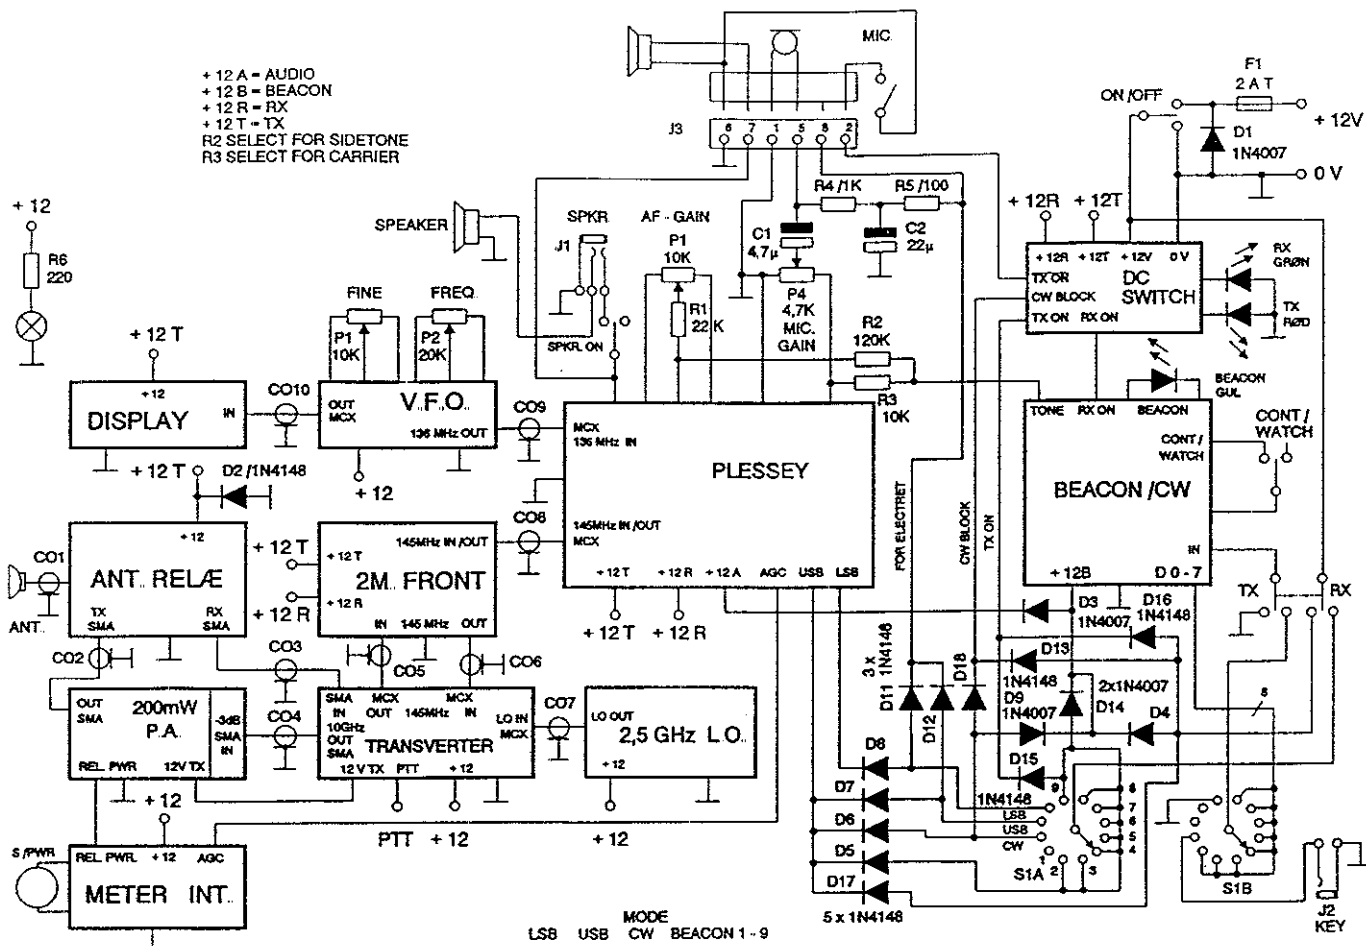 MIC.
+ 12 A = AUDIO
+ 12 B = BEACON
+ 12 R = RX
+ 12 T = TX
R2 SELECT FOR SIDETONE
R3 SELECT FOR CARRIER
J3
6 7 1 5 8 2
F1
2 A T
ON /OFF
+ 12V
D1
1N4007
0 V
+ 12
R6
220
SPEAKER
SPKR
J1
SPKR ON
AF - GAIN
P1
10K
R1
22 K
C1
4,7µ
R4 /1K
R5 /100
C2
22µ
P4
4,7K
MIC.
GAIN
R2
120K
R3
10K
+ 12R
+ 12T
+ 12R
+ 12T
+ 12V
0 V
TX OR
CW BLOCK
TX ON
RX ON
DC
SWITCH
RX
GRØN
TX
RØD
FINE
P1
10K
FREQ.
P2
20K
+ 12 T
+ 12
DISPLAY
IN
CO10
OUT
MCX
V.F.O.
136 MHz OUT
CO9
+ 12
MCX
136 MHz IN
PLESSEY
145MHz IN /OUT
MCX
+ 12 T
+ 12 R
+ 12 A
AGC
USB
LSB
+ 12 T
+ 12 R
TONE
RX ON
BEACON
BEACON
GUL
CONT /
WATCH
CONT /
WATCH
BEACON /CW
IN
+ 12B
D 0 - 7
FOR ELECTRET
CW BLOCK
TX ON
+ 12 T
D2 /1N4148
+ 12
CO1
ANT.
ANT. RELÆ
TX
SMA
RX
SMA
+ 12 T
+ 12 R
145MHz IN /OUT
+ 12 T
2M. FRONT
+ 12 R
IN
145 MHz
OUT
CO8
CO2
CO3
CO5
CO6
OUT
SMA
200mW
P.A.
-3dB
SMA
IN
REL. PWR
12V TX
CO4
SMA
IN
10GHz
OUT
SMA
MCX
OUT
145MHz
MCX
IN
LO IN
MCX
TRANSVERTER
12 V TX
PTT
+ 12
CO7
LO OUT
2,5 GHz L.O.
+ 12
PTT
+ 12
+ 12
+ 12
S /PWR
REL. PWR.
+ 12
AGC
METER INT.
D3
1N4007
D16
1N4148
TX
RX
D13
1N4148
3 x
1N4148
D11
D12
D18
D9
1N4007
2x1N4007
D14
D4
8
D15
1N4148
D8
D7
D6
D5
D17
5 x 1N4148
LSB
USB
CW
1
2
3
4
5
6
7
8
9
S1A
S1B
J2
KEY
MODE
LSB USB CW BEACON 1 - 9